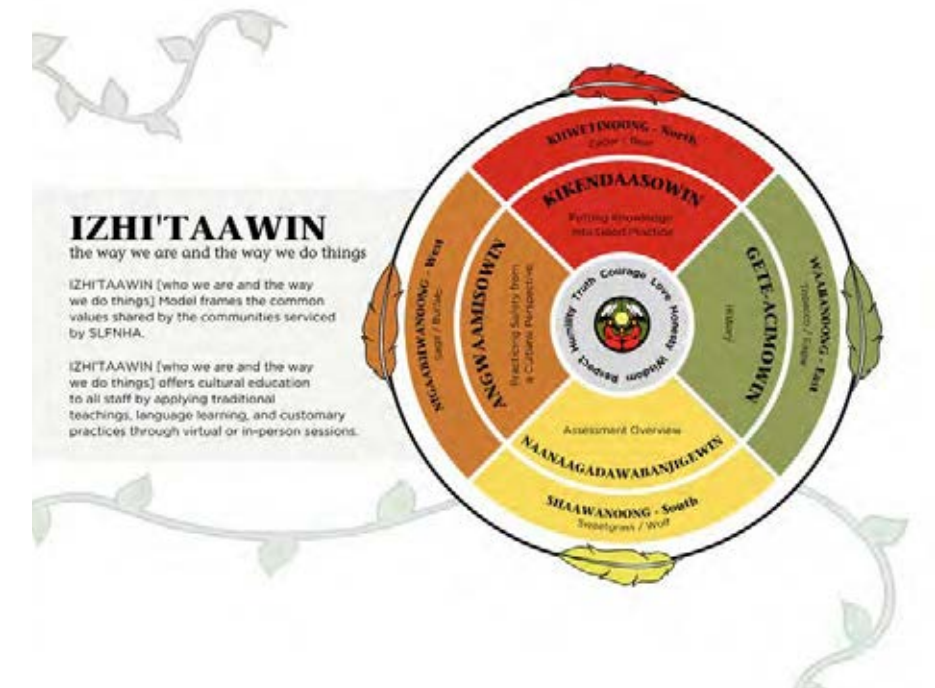 IZHI'TAAWIN
the way we are and the way we do things
IZHI'TAAWIN [who we are and the way
we do things] Model frames the common
values shared by the communities serviced
by SLFNHA.
IZHI'TAAWIN [who we are and the way
we do things] offers cultural education
to all staff by applying traditional
teachings, language learning, and customary
practices through virtual or in-person sessions.
KIIWETINOONG - North
Cedar / Bear
KIKENDAASOWIN
Putting Knowledge
into Good Practice
WAABANOONG - East
Tobacco / Eagle
GETE-ACIMOWIN
History
Assessment Overview
NAANAAGADAWABANJIGEWIN
SHAAWANOONG - South
Sweetgrass / Wolf
- West
Sage /
ANGWAAMISOWIN
Practicing Safety from
a Cultural Perspective
Courage Love Honesty Wisdom Respect Humility Truth